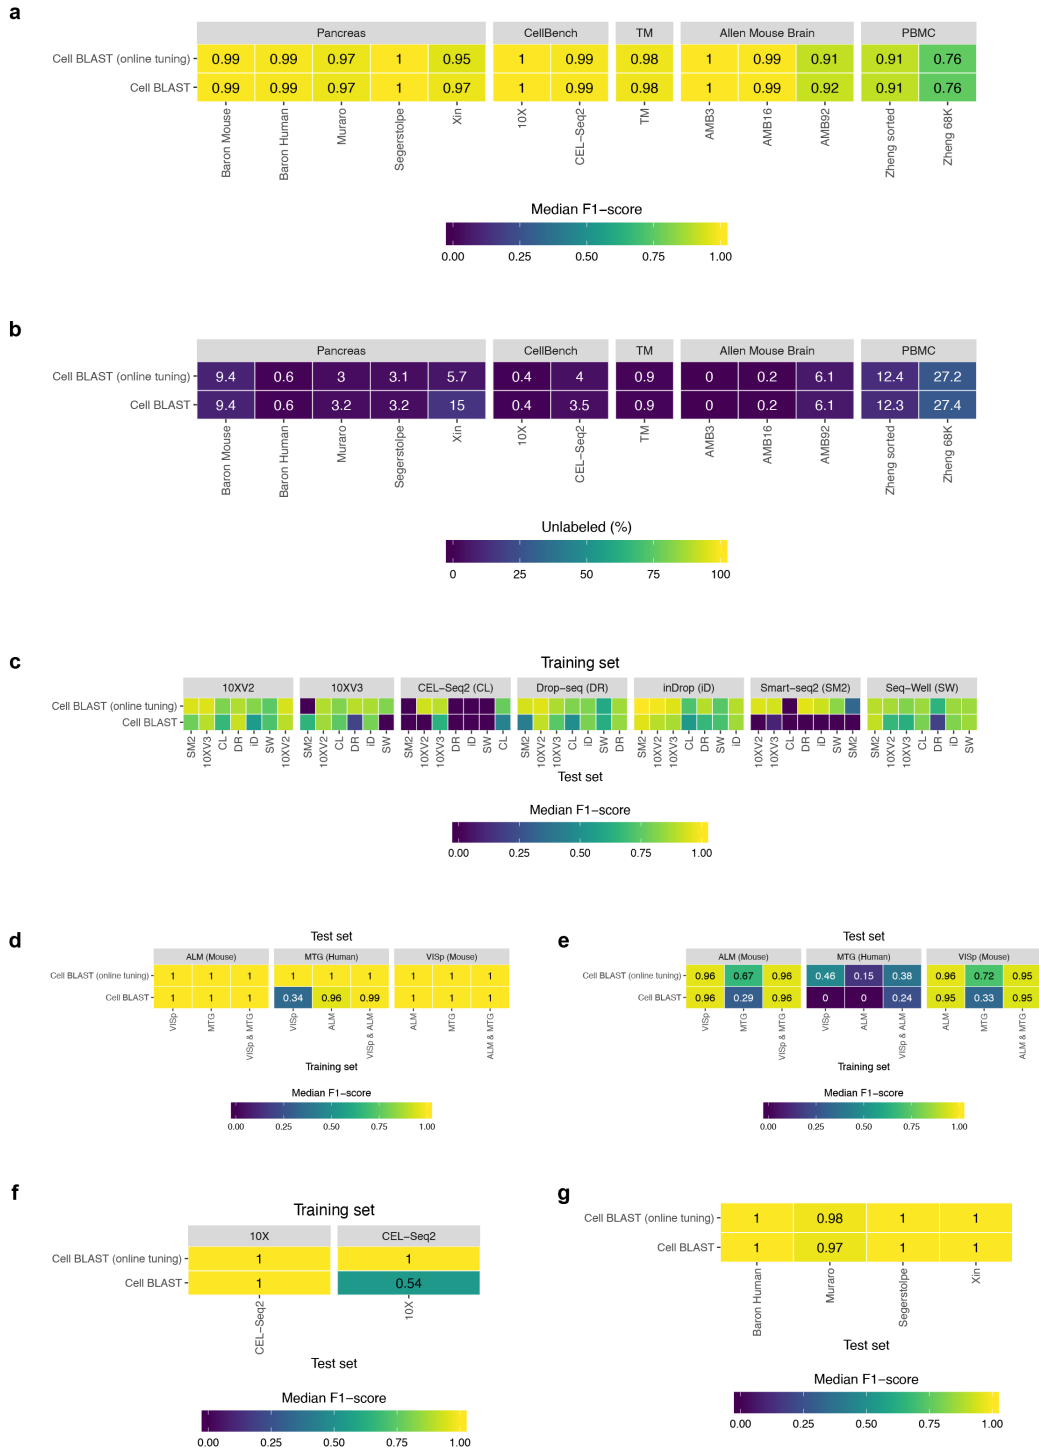 a
Pancreas CellBench TM Allen Mouse Brain PBMC
Cell BLAST (online tuning) 0.99 0.99 0.97 1 0.95 1 0.99 0.98 1 0.99 0.91 0.91 0.76
Cell BLAST 0.99 0.99 0.97 1 0.97 1 0.99 0.98 1 0.99 0.92 0.91 0.76
Baron Mouse Baron Human Muraro Segerstolpe Xin 10X CEL−Seq2 TM AMB3 AMB16 AMB92 Zheng sorted Zheng 68K
Median F1−score
0.00 0.25 0.50 0.75 1.00
b
Pancreas CellBench TM Allen Mouse Brain PBMC
Cell BLAST (online tuning) 9.4 0.6 3 3.1 5.7 0.4 4 0.9 0 0.2 6.1 12.4 27.2
Cell BLAST 9.4 0.6 3.2 3.2 15 0.4 3.5 0.9 0 0.2 6.1 12.3 27.4
Baron Mouse Baron Human Muraro Segerstolpe Xin 10X CEL−Seq2 TM AMB3 AMB16 AMB92 Zheng sorted Zheng 68K
Unlabeled (%)
0 25 50 75 100
c
Training set
10XV2 10XV3 CEL−Seq2 (CL) Drop−seq (DR) inDrop (iD) Smart−seq2 (SM2) Seq−Well (SW)
Cell BLAST (online tuning)
Cell BLAST
SM2 10XV3 CL DR iD SW 10XV2 SM2 10XV2 CL DR iD SW SM2 10XV2 10XV3 DR iD SW CL SM2 10XV2 10XV3 CL iD SW DR SM2 10XV2 10XV3 CL DR SW iD 10XV2 10XV3 CL DR iD SW SM2 SM2 10XV2 10XV3 CL DR iD SW
Test set
Median F1−score
0.00 0.25 0.50 0.75 1.00
d
Test set
ALM (Mouse) MTG (Human) VISp (Mouse)
Cell BLAST (online tuning) 1 1 1 1 1 1 1 1 1
Cell BLAST 1 1 1 0.34 0.96 0.99 1 1 1
VISp MTG VISp & MTG VISp ALM VISp & ALM ALM MTG ALM & MTG
Training set
Median F1−score
0.00 0.25 0.50 0.75 1.00
e
Test set
ALM (Mouse) MTG (Human) VISp (Mouse)
Cell BLAST (online tuning) 0.96 0.67 0.96 0.46 0.15 0.38 0.96 0.72 0.95
Cell BLAST 0.96 0.29 0.96 0 0 0.24 0.95 0.33 0.95
VISp MTG VISp & MTG VISp ALM VISp & ALM ALM MTG ALM & MTG
Training set
Median F1−score
0.00 0.25 0.50 0.75 1.00
f
Training set
10X CEL−Seq2
Cell BLAST (online tuning) 1 1
Cell BLAST 1 0.54
CEL−Seq2 10X
Test set
Median F1−score
0.00 0.25 0.50 0.75 1.00
g
Cell BLAST (online tuning) 1 0.98 1 1
Cell BLAST 1 0.97 1 1
Baron Human Muraro Segerstolpe Xin
Test set
Median F1−score
0.00 0.25 0.50 0.75 1.00